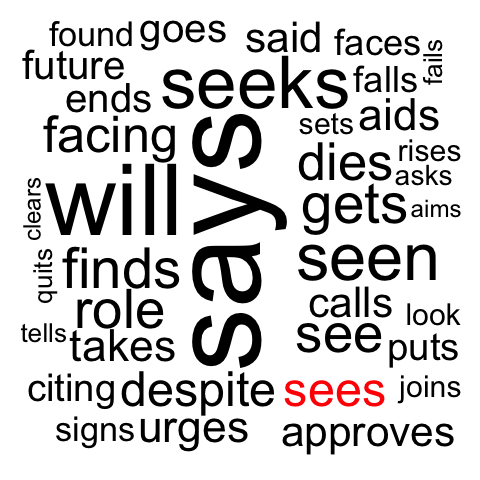 found goes said faces fails
future seeks falls
ends sets aids
facing says dies rises
asks
clears will gets aims
quits finds seen
role calls look
tells takes see puts
citing despite sees joins
signs urges approves